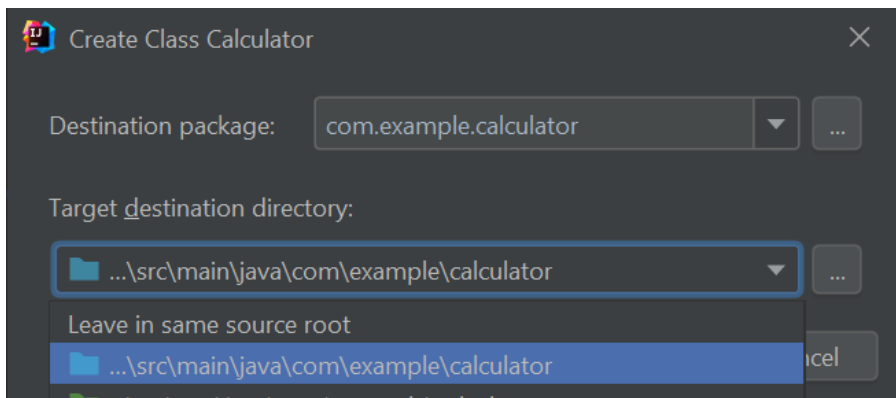 Create Class Calculator
Destination package:
com.example.calculator
...
Target destination directory:
...\src\main\java\com\example\calculator
...
Leave in same source root
...\src\main\java\com\example\calculator